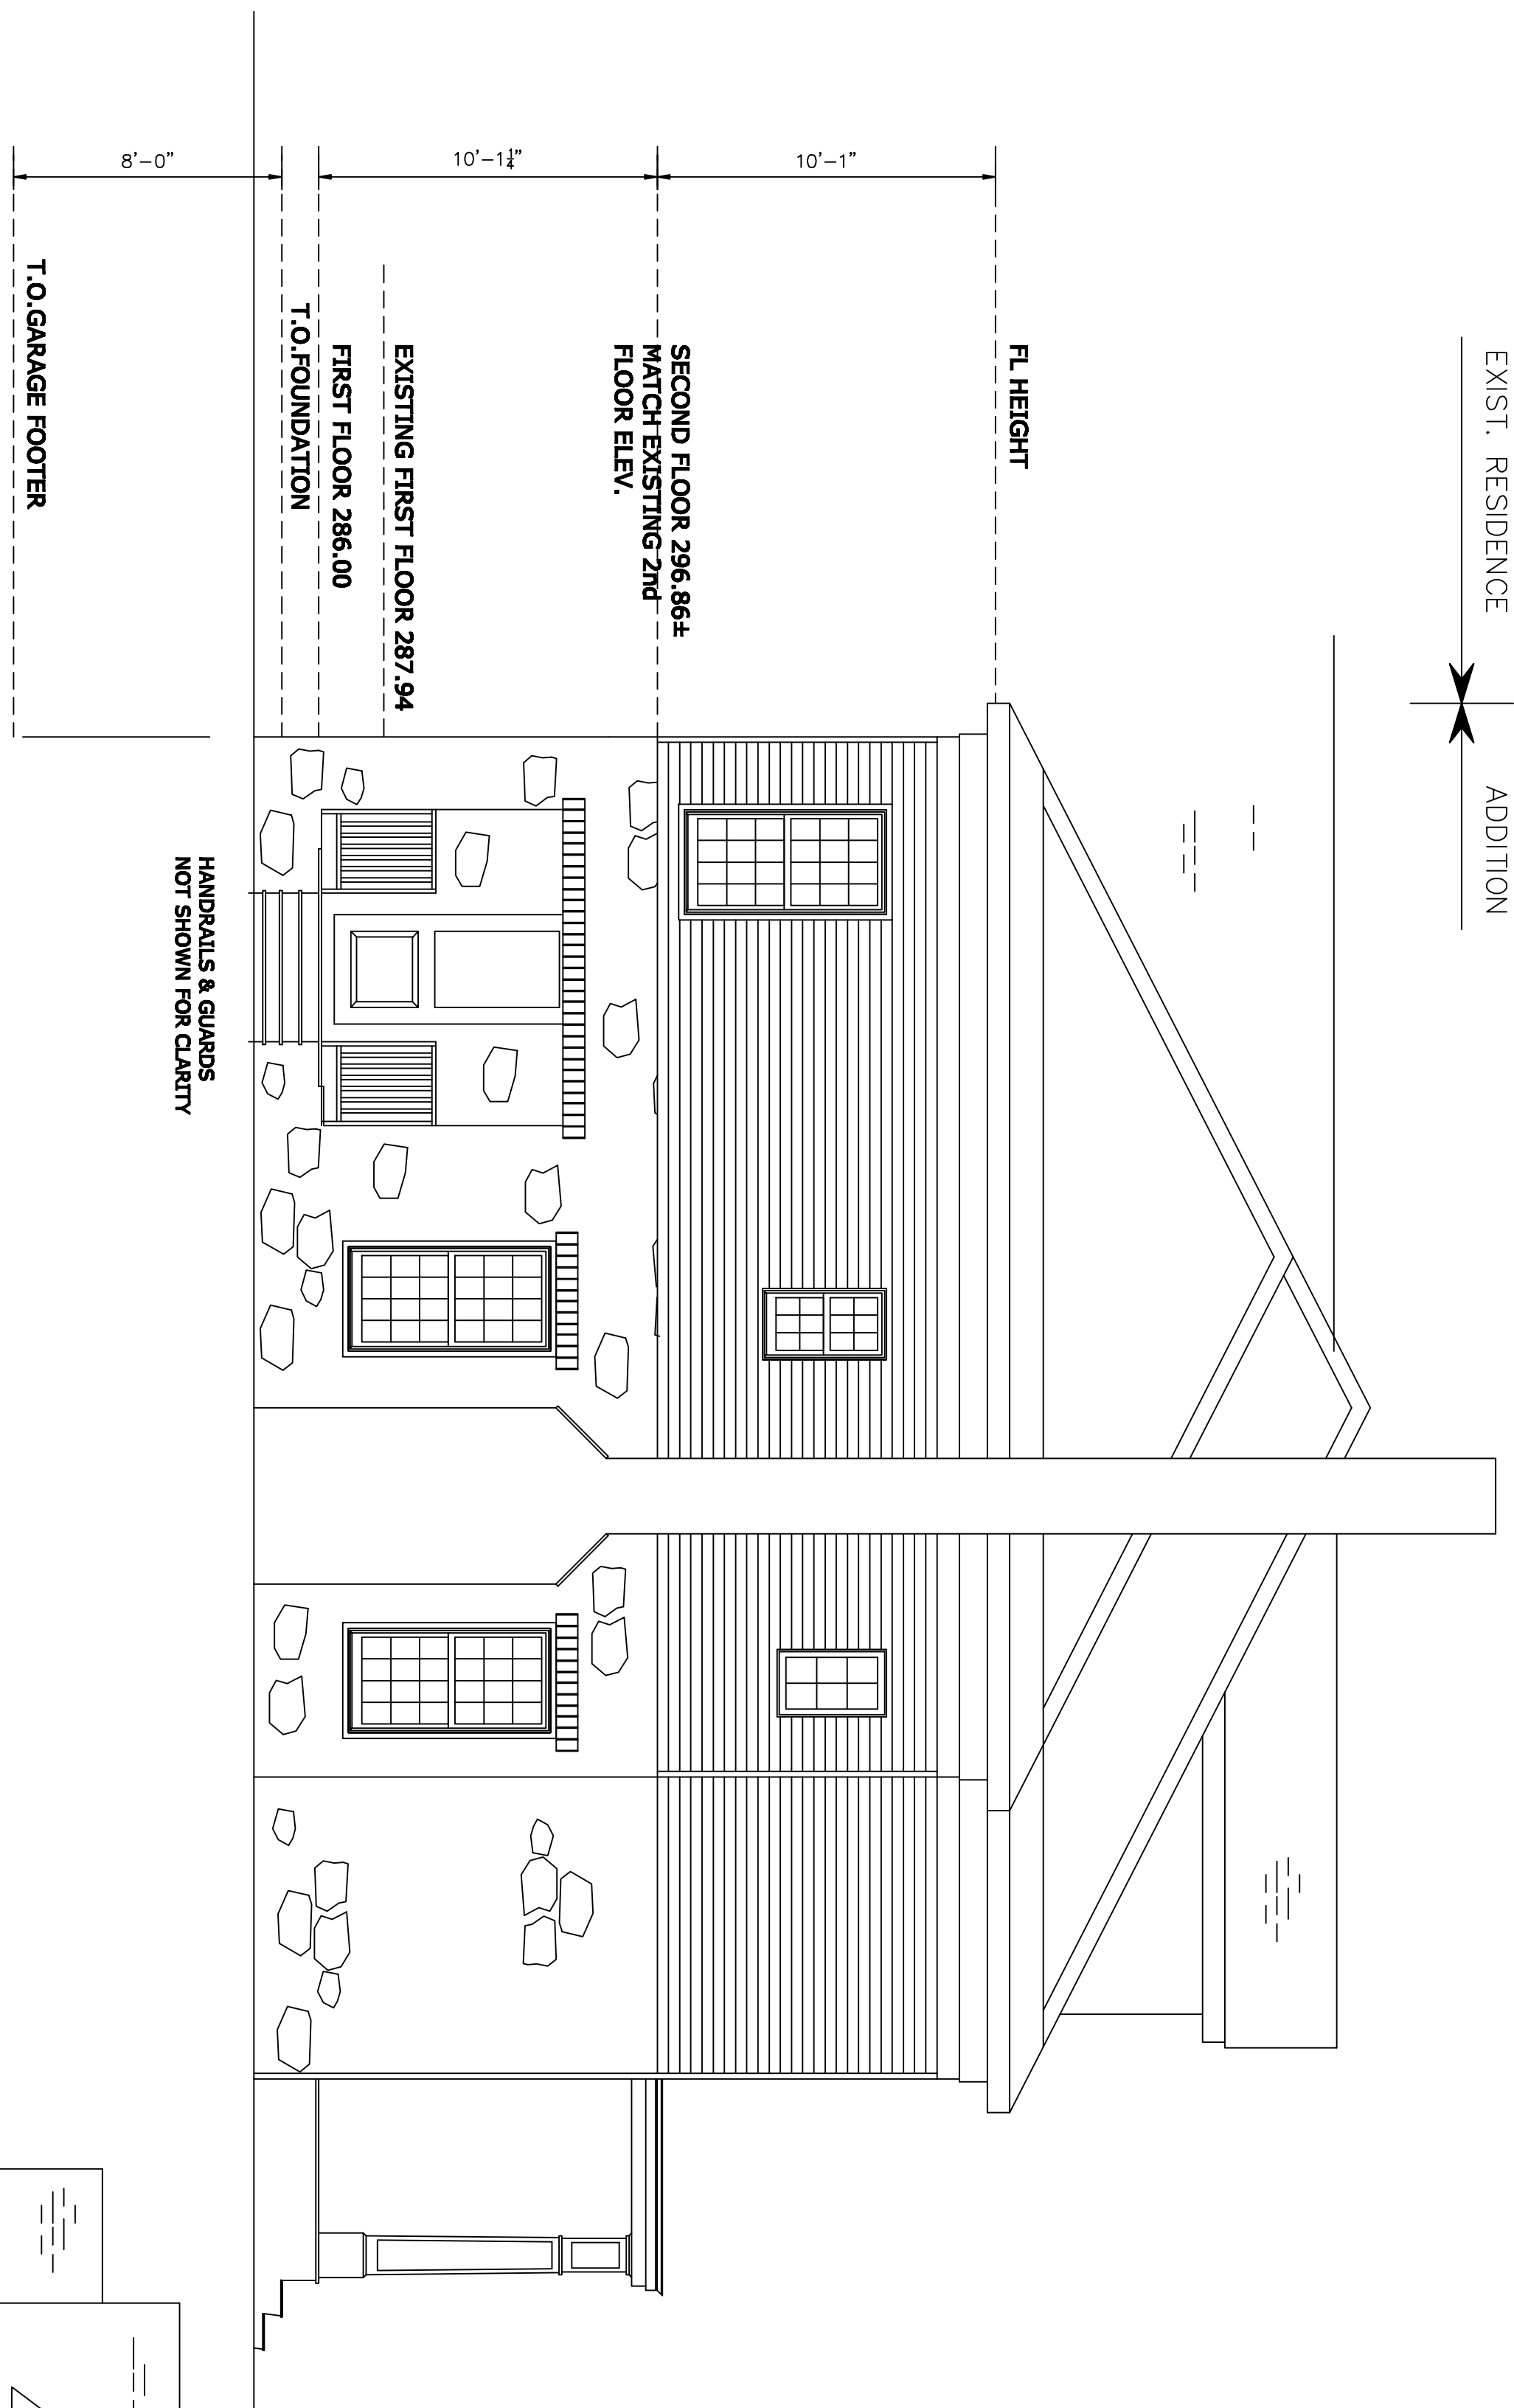 EXIST. RESIDENCE
ADDITION
FL HEIGHT
10'-1"
SECOND FLOOR 296.86±
MATCH EXISTING 2nd
FLOOR ELEV.
10'-1¼"
EXISTING FIRST FLOOR 287.94
FIRST FLOOR 286.00
T.O.FOUNDATION
8'-0"
T.O.GARAGE FOOTER
HANDRAILS & GUARDS
NOT SHOWN FOR CLARITY